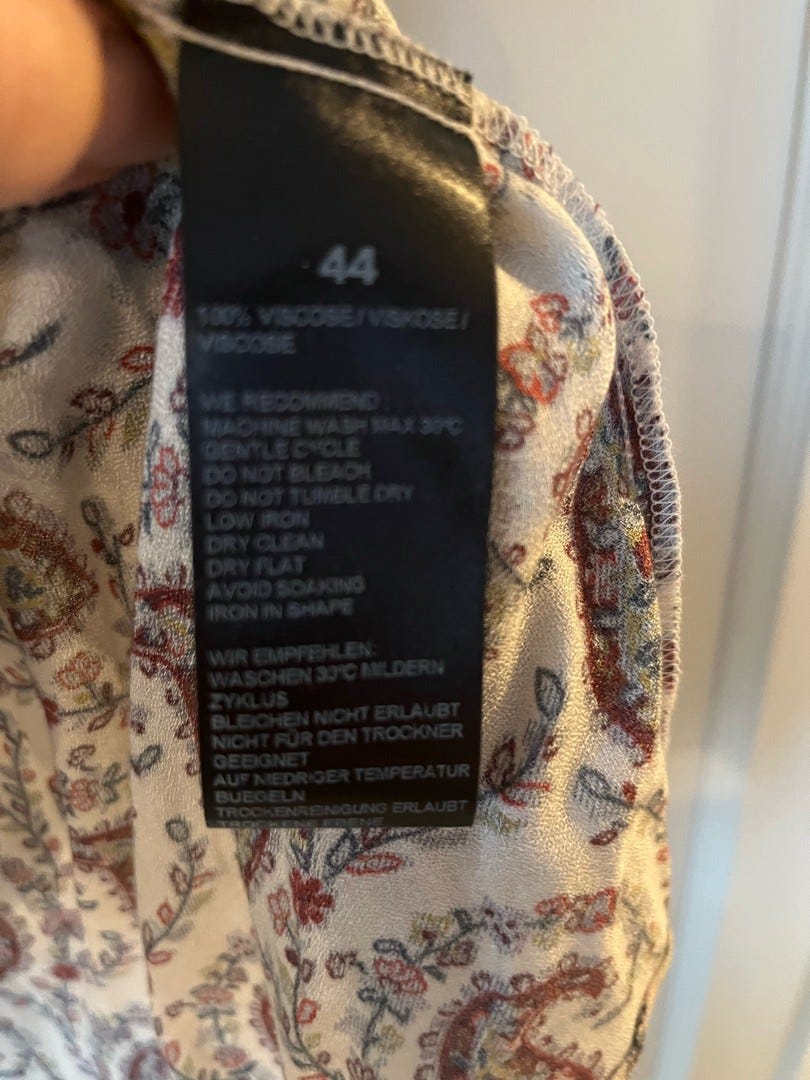 44
100% VISCOSE / VISKOSE /
VISCOSE
WE RECOMMEND
MACHINE WASH MAX 30°C
GENTLE CYCLE
DO NOT BLEACH
DO NOT TUMBLE DRY
LOW IRON
DRY CLEAN
DRY FLAT
AVOID SOAKING
IRON IN SHAPE
WIR EMPFEHLEN:
WASCHEN 30°C MILDERN
ZYKLUS
BLEICHEN NICHT ERLAUBT
NICHT FÜR DEN TROCKNER
GEEIGNET
AUF NIEDRIGER TEMPERATUR
BUEGELN
TROCKENREINIGUNG ERLAUBT